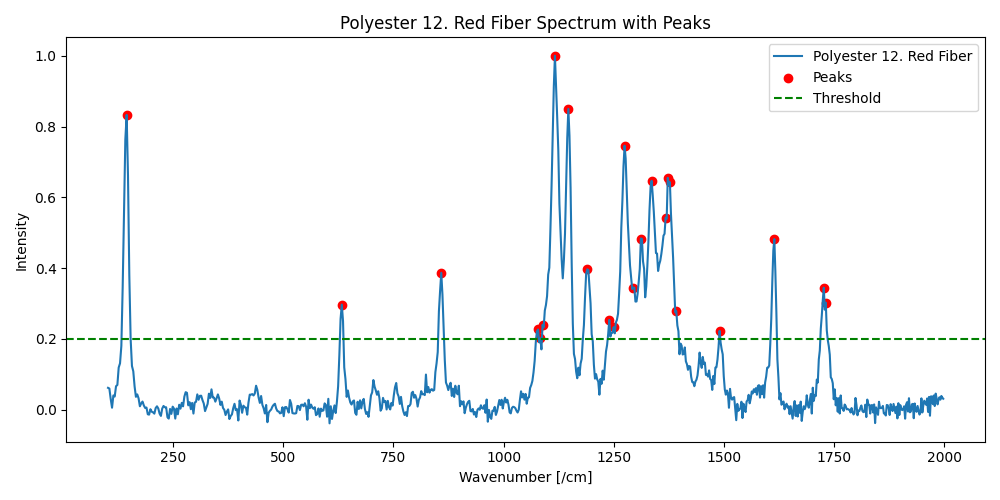 Polyester 12. Red Fiber Spectrum with Peaks
Polyester 12. Red Fiber
Peaks
Threshold
Intensity
1.0
0.8
0.6
0.4
0.2
0.0
250 500 750 1000 1250 1500 1750 2000
Wavenumber [/cm]